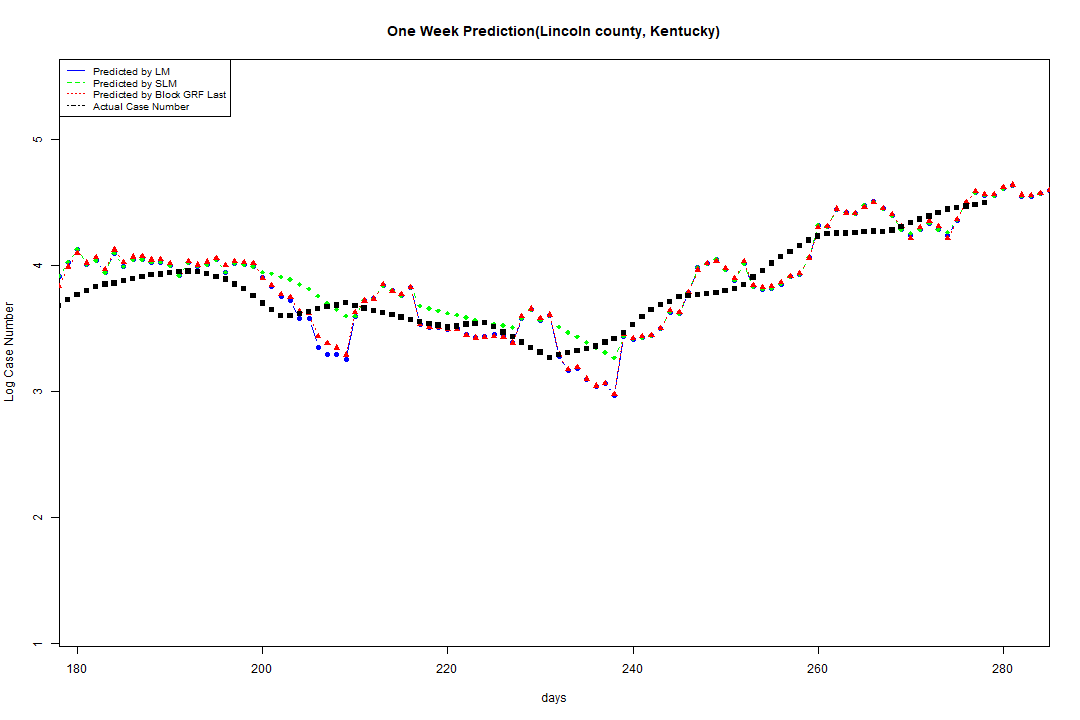 One Week Prediction(Lincoln county, Kentucky)
Predicted by LM
Predicted by SLM
Predicted by Block GRF Last
Actual Case Number
5
4
3
2
1
Log Case Number
180 200 220 240 260 280
days